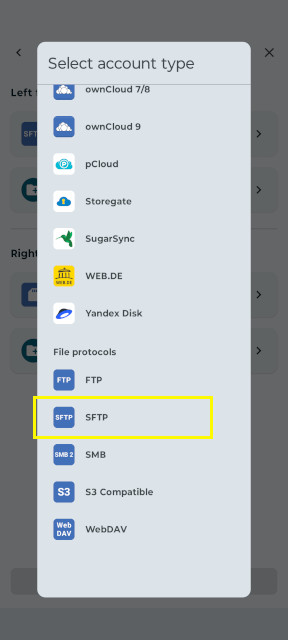 Select account type
Left
ownCloud 7/8
ownCloud 9
SFT
pCloud
Storegate
SugarSync
Right
WEB.DE
WEB.DE
Yandex Disk
File protocols
FTP
FTP
SFTP
SFTP
SMB 2
SMB
S3
S3 Compatible
Web
DAV
WebDAV